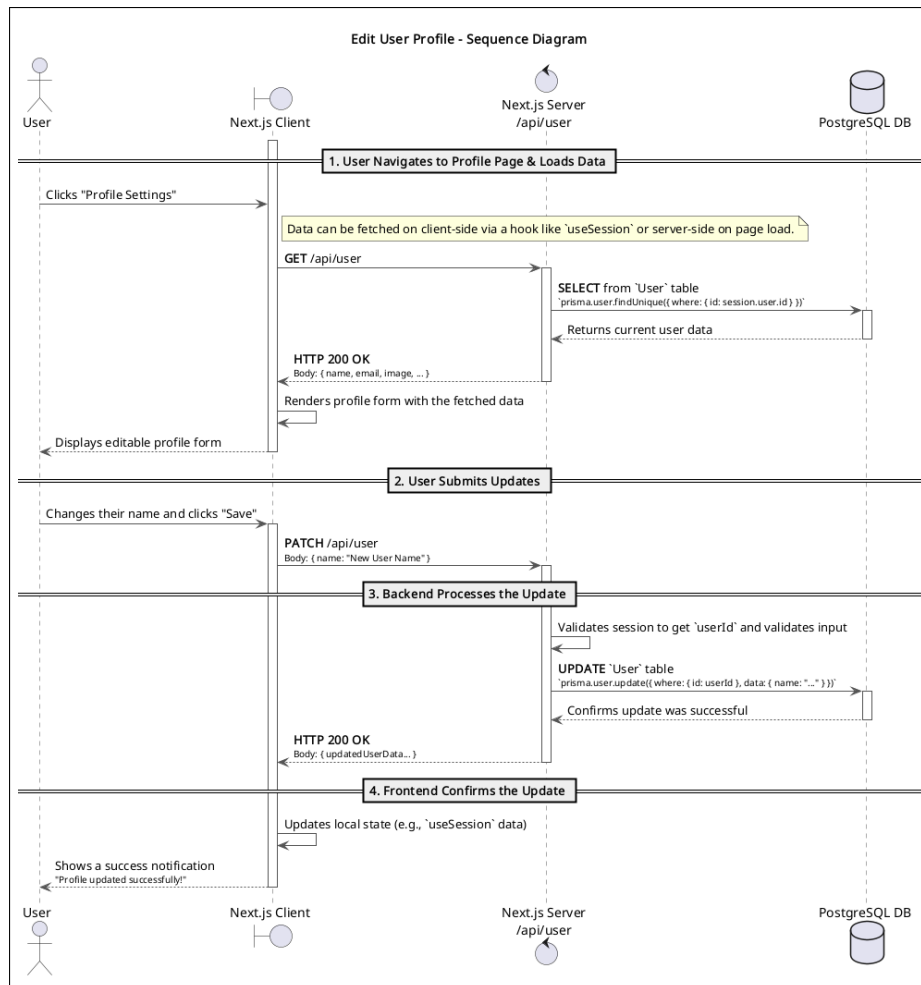 Edit User Profile - Sequence Diagram
User
Next.js Client
Next.js Server
/api/user
PostgreSQL DB
1. User Navigates to Profile Page & Loads Data
Clicks "Profile Settings"
Data can be fetched on client-side via a hook like `useSession` or server-side on page load.
GET /api/user
SELECT from `User` table
`prisma.user.findUnique({ where: { id: session.user.id } })`
Returns current user data
HTTP 200 OK
Body: { name, email, image, ... }
Renders profile form with the fetched data
Displays editable profile form
2. User Submits Updates
Changes their name and clicks "Save"
PATCH /api/user
Body: { name: "New User Name" }
3. Backend Processes the Update
Validates session to get `userId` and validates input
UPDATE `User` table
`prisma.user.update({ where: { id: userId }, data: { name: "..." } })`
Confirms update was successful
HTTP 200 OK
Body: { updatedUserData... }
4. Frontend Confirms the Update
Updates local state (e.g., `useSession` data)
Shows a success notification
"Profile updated successfully!"
User
Next.js Client
Next.js Server
/api/user
PostgreSQL DB